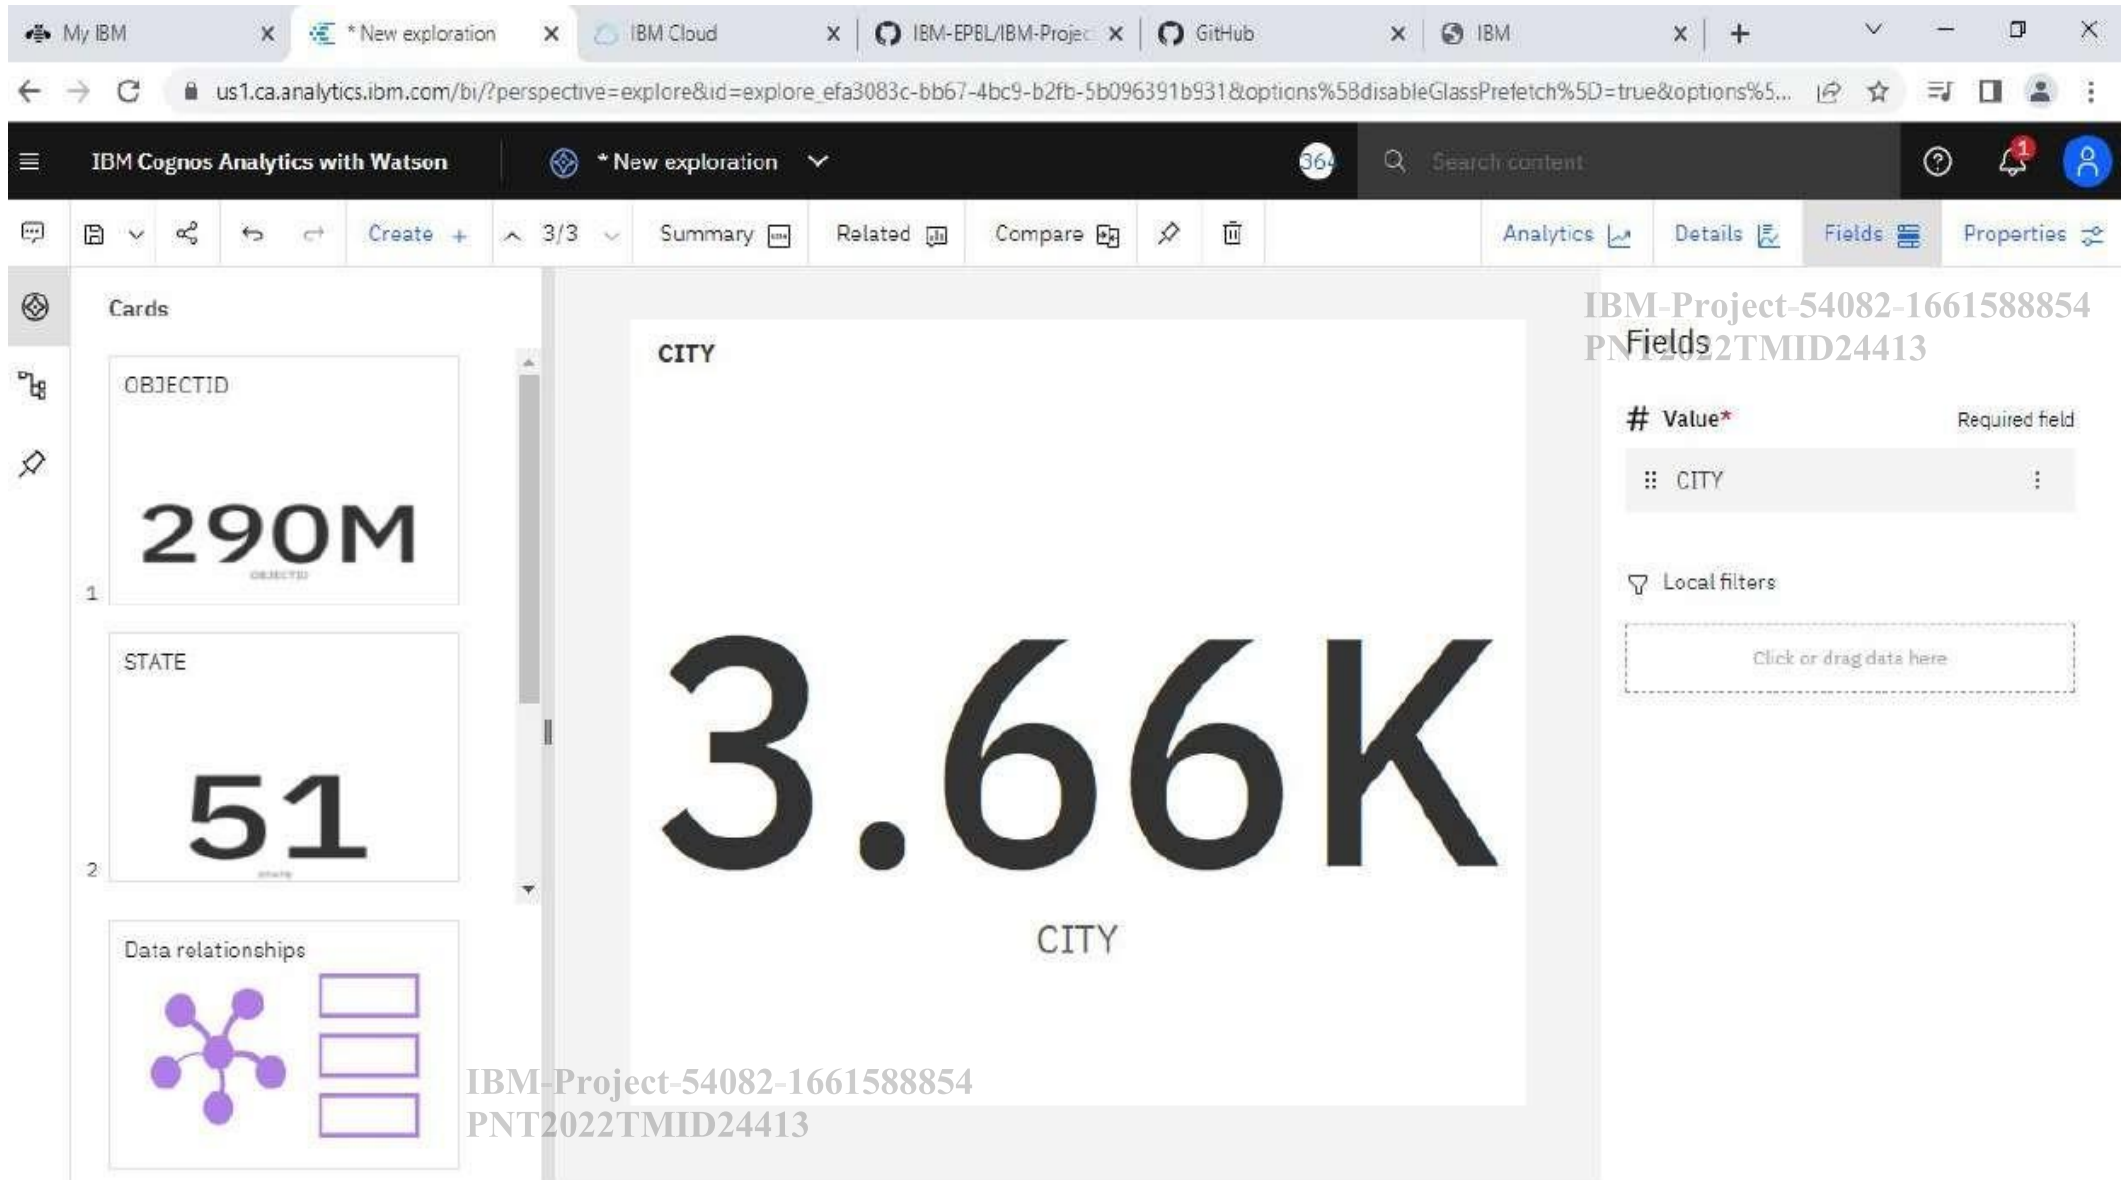 My IBM
* New exploration
IBM Cloud
IBM-EPBL/IBM-Projec
GitHub
IBM
us1.ca.analytics.ibm.com/bi/?perspective=explore&id=explore_efa3083c-bb67-4bc9-b2fb-5b096391b931&options%5BdisableGlassPrefetch%5D=true&options%5...
IBM Cognos Analytics with Watson
* New exploration
364
Search content
1
Create +
3/3
Summary
Related
Compare
Analytics
Details
Fields
Properties
Cards
OBJECTID
290M
OBJECTID
1
STATE
51
STATE
2
Data relationships
CITY
3.66K
CITY
IBM-Project-54082-1661588854
PNT2022TMID24413
Fields
# Value*
Required field
CITY
Local filters
Click or drag data here
IBM-Project-54082-1661588854
PNT2022TMID24413